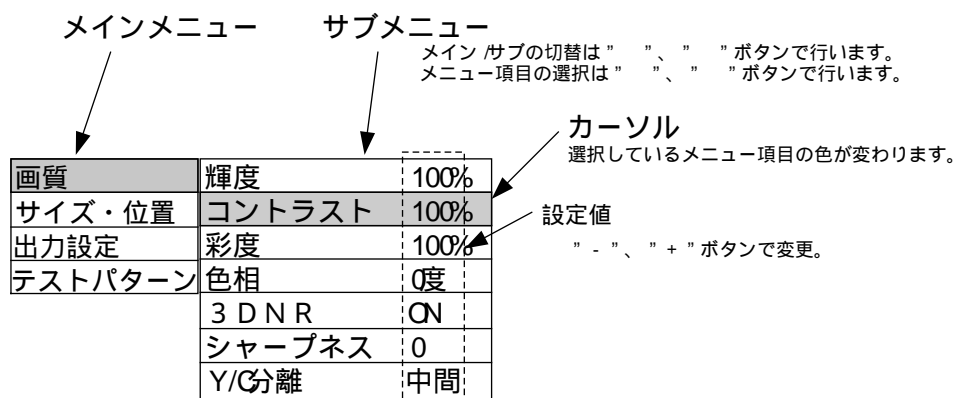 メインメニュー サブメニュー
メイン/サブの切替は”　”、”　”ボタンで行います。
メニュー項目の選択は”　”、”　”ボタンで行います。
カーソル
選択しているメニュー項目の色が変わります。
画質 輝度 100%
サイズ・位置 コントラスト 100%
設定値
出力設定 彩度 100%
”-”、”+”ボタンで変更。
テストパターン 色相 0度
３ＤＮＲ ON
シャープネス 0
Y/C分離 中間